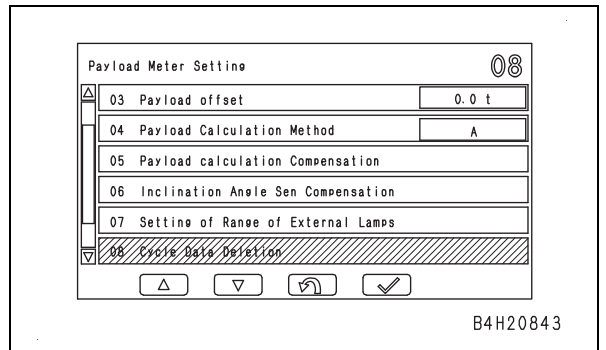 Payload Meter Setting 08
03 Payload offset 0.0 t
04 Payload Calculation Method A
05 Payload calculation Compensation
06 Inclination Angle Sen Compensation
07 Setting of Range of External Lamps
08 Cycle Data Deletion
B4H20843